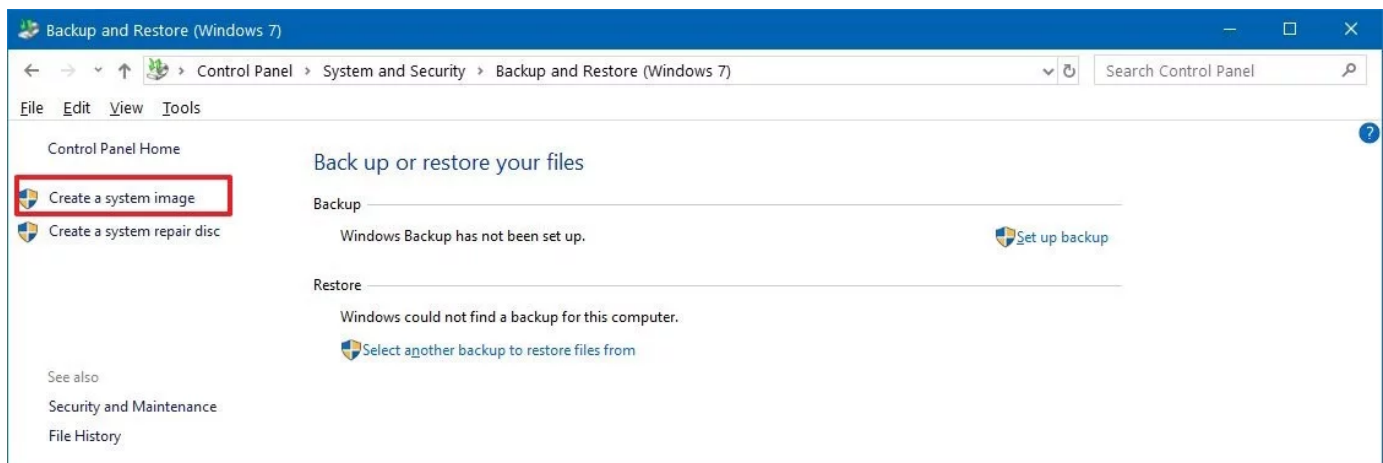 Backup and Restore (Windows 7)
Control Panel › System and Security › Backup and Restore (Windows 7)
Search Control Panel
File Edit View Tools
?
Control Panel Home
Create a system image
Create a system repair disc
Back up or restore your files
Backup
Windows Backup has not been set up.
Set up backup
Restore
Windows could not find a backup for this computer.
Select another backup to restore files from
See also
Security and Maintenance
File History